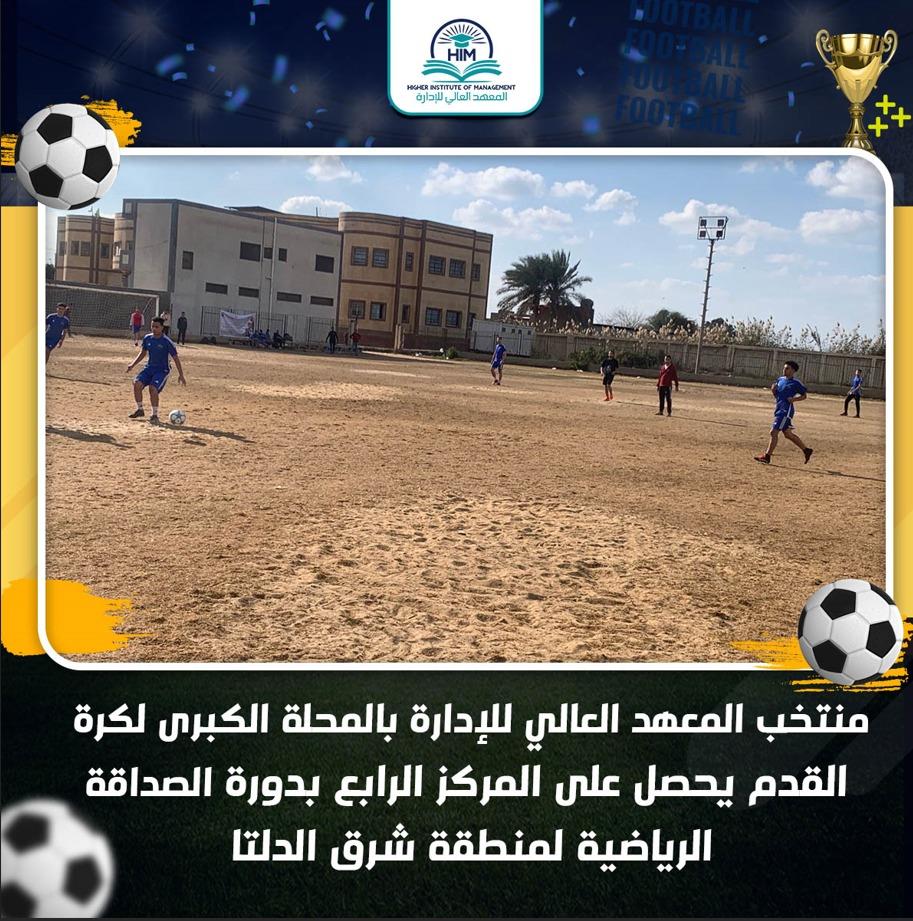 FOOTBALL
FOOTBALL
FOOTBALL
FOOTBALL
HIM
HIGHER INSTITUTE OF MANAGEMENT
المعهد العالي للإدارة
منتخب المعهد العالي للإدارة بالمحلة الكبرى لكرة
القدم يحصل على المركز الرابع بدورة الصداقة
الرياضية لمنطقة شرق الدلتا